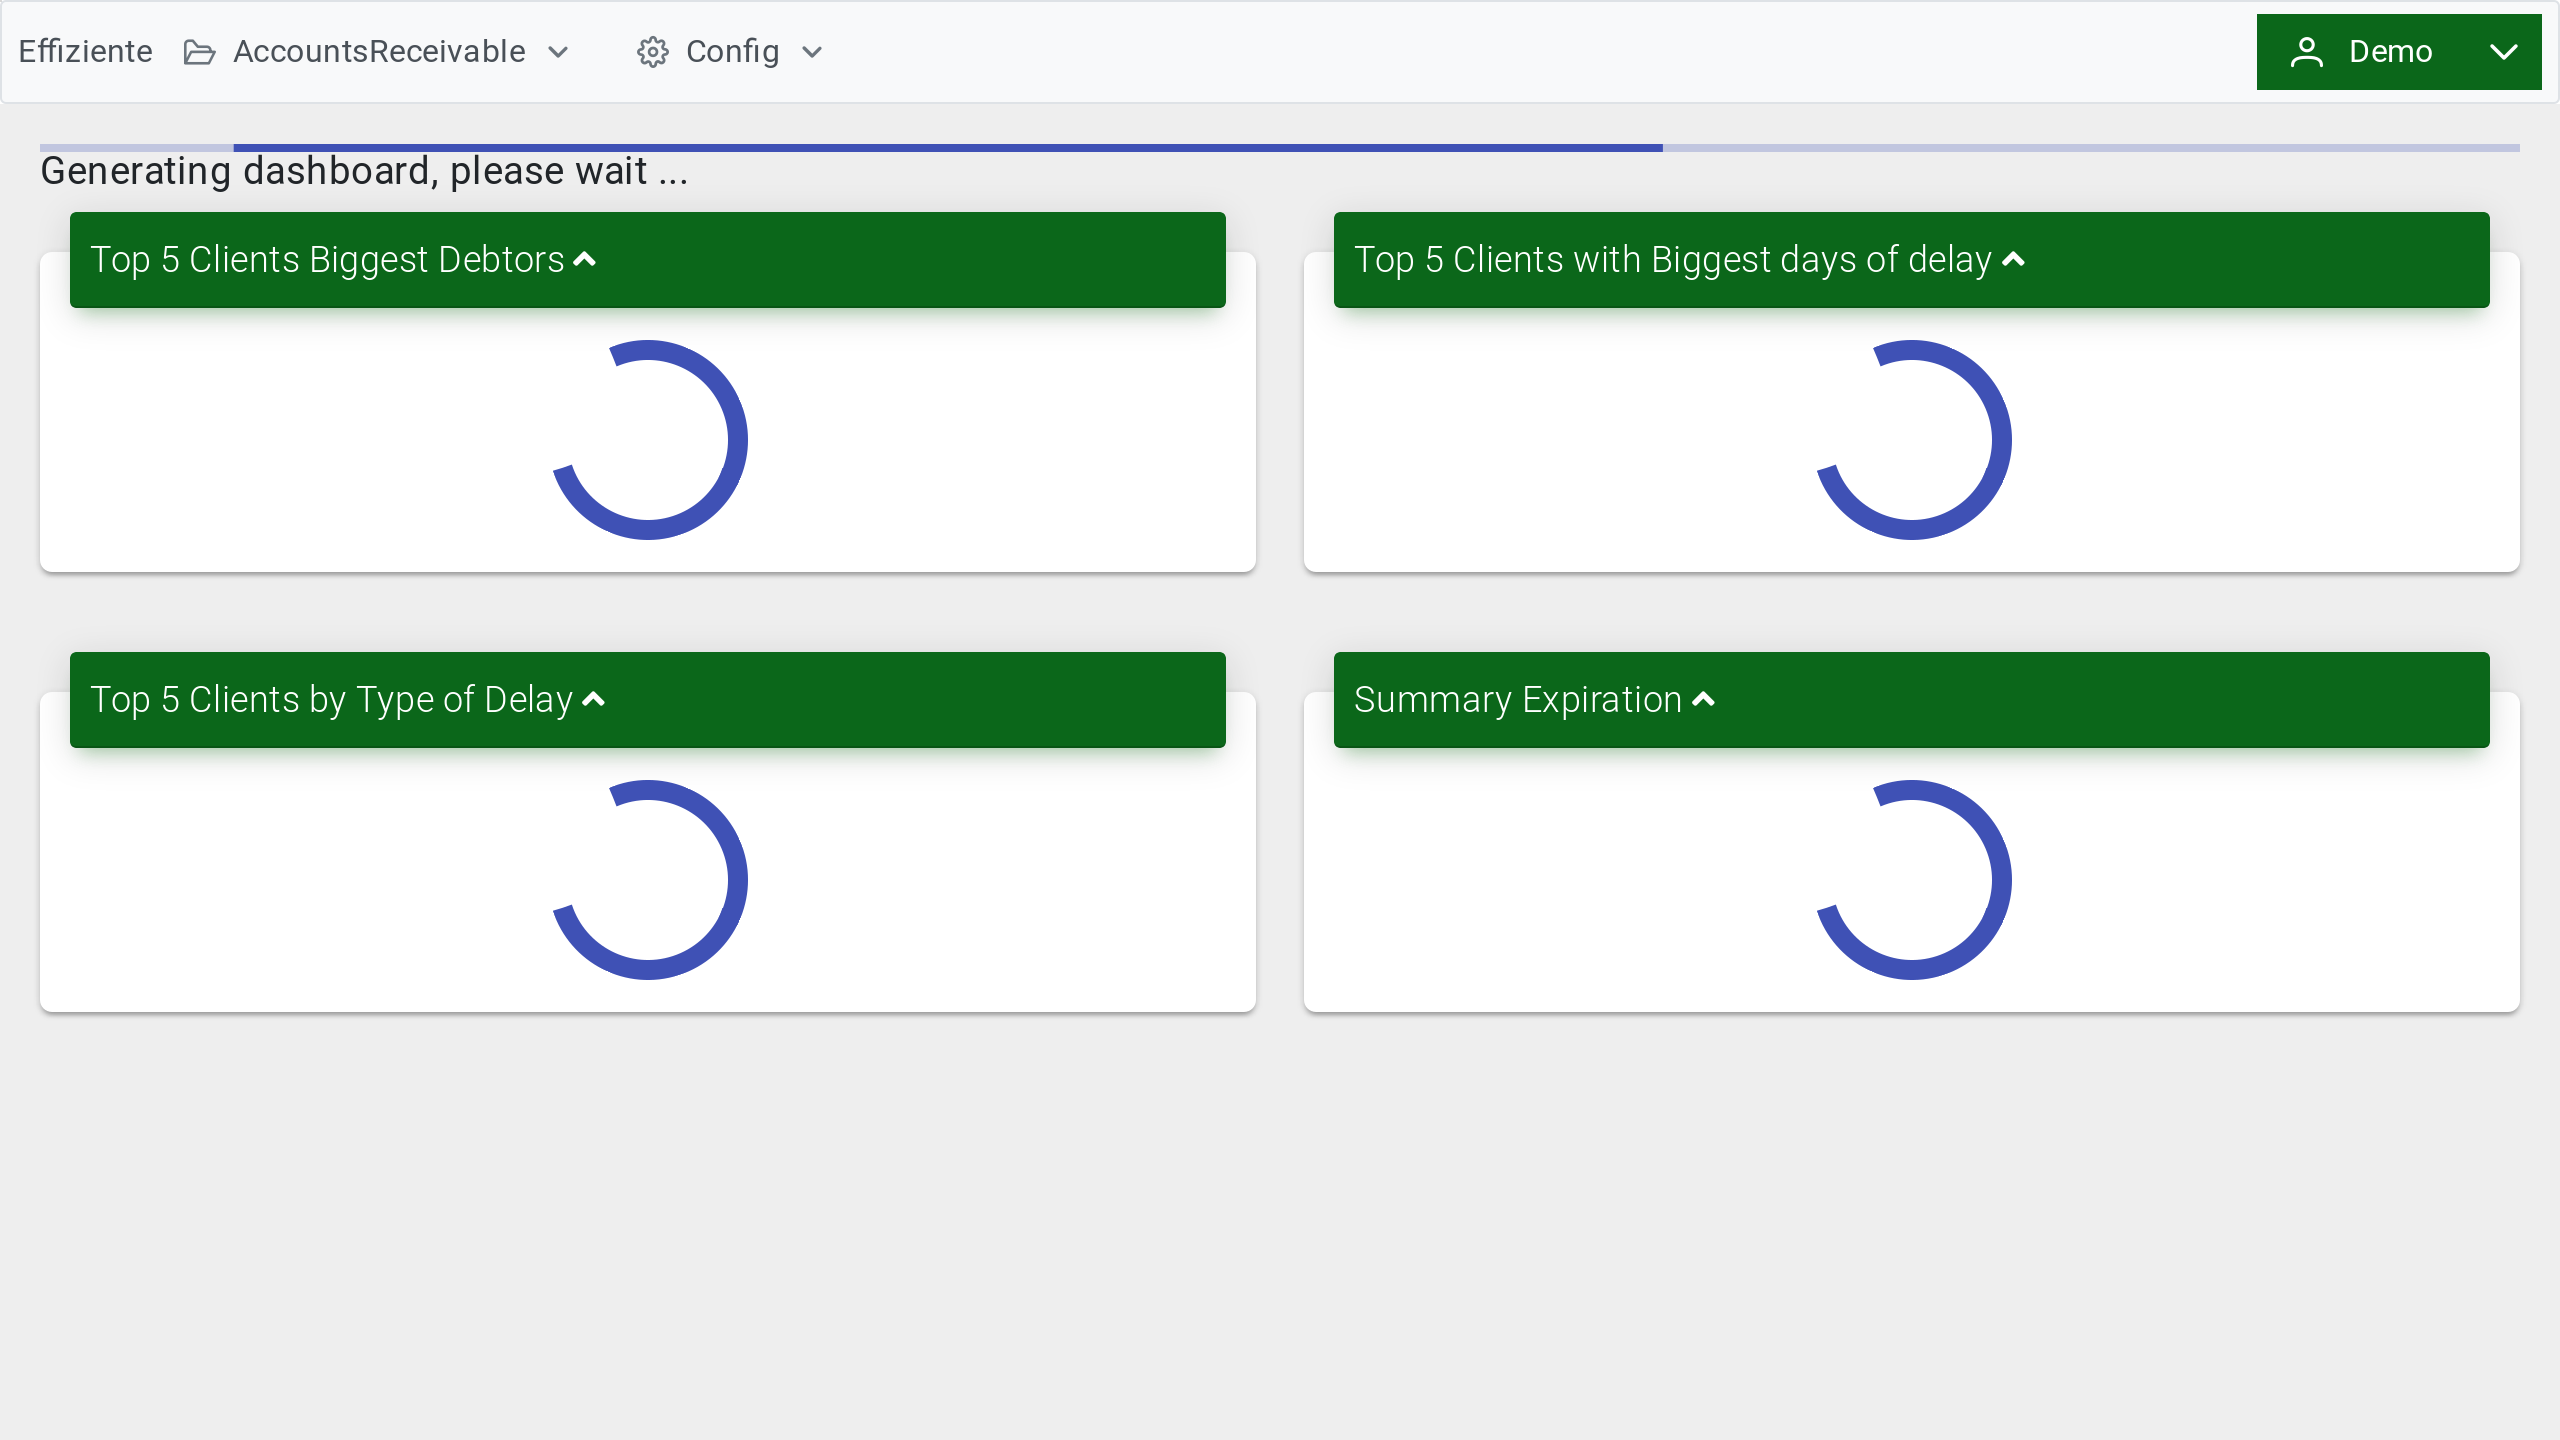 Effiziente AccountsReceivable Config Demo
Generating dashboard, please wait ...
Top 5 Clients Biggest Debtors
Top 5 Clients with Biggest days of delay
Top 5 Clients by Type of Delay
Summary Expiration